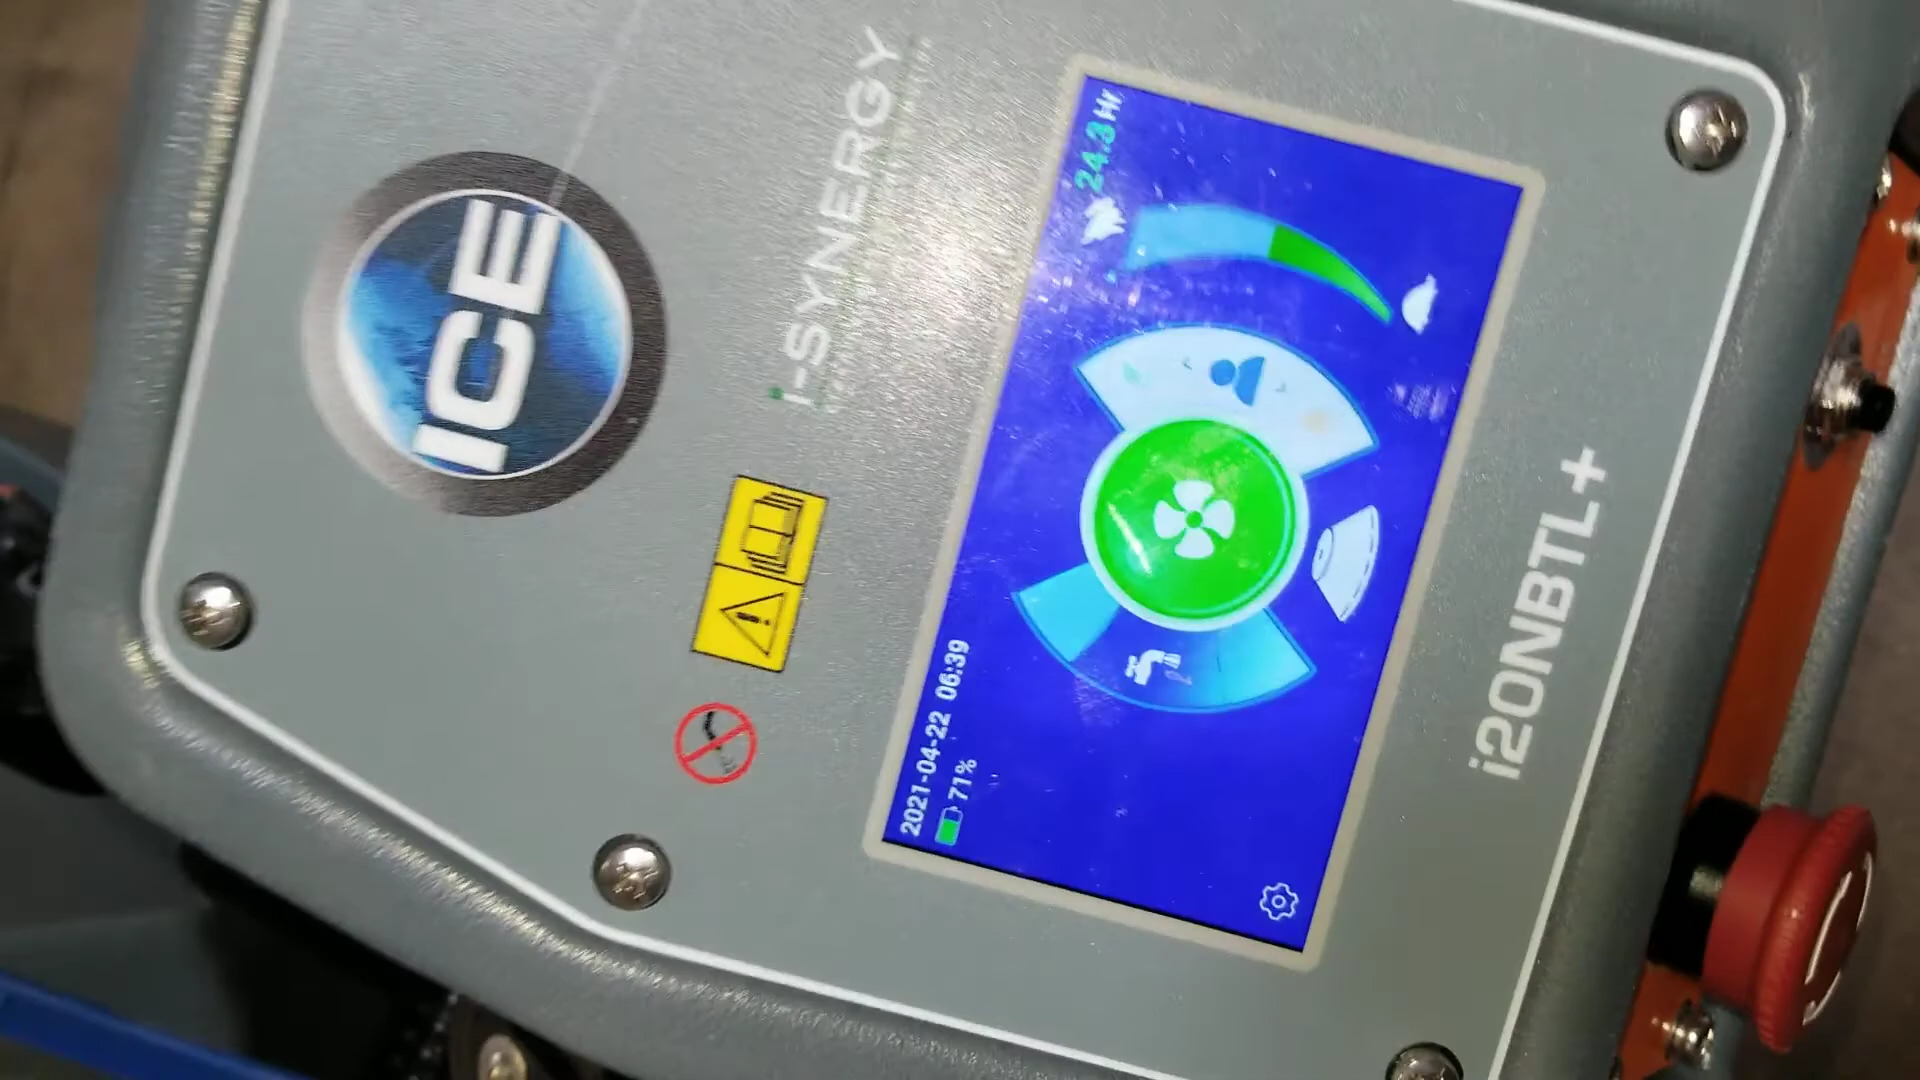 ICE
i-SYNERGY
2021-04-22 06:39
71%
24.3 Hr
i20NBTL+